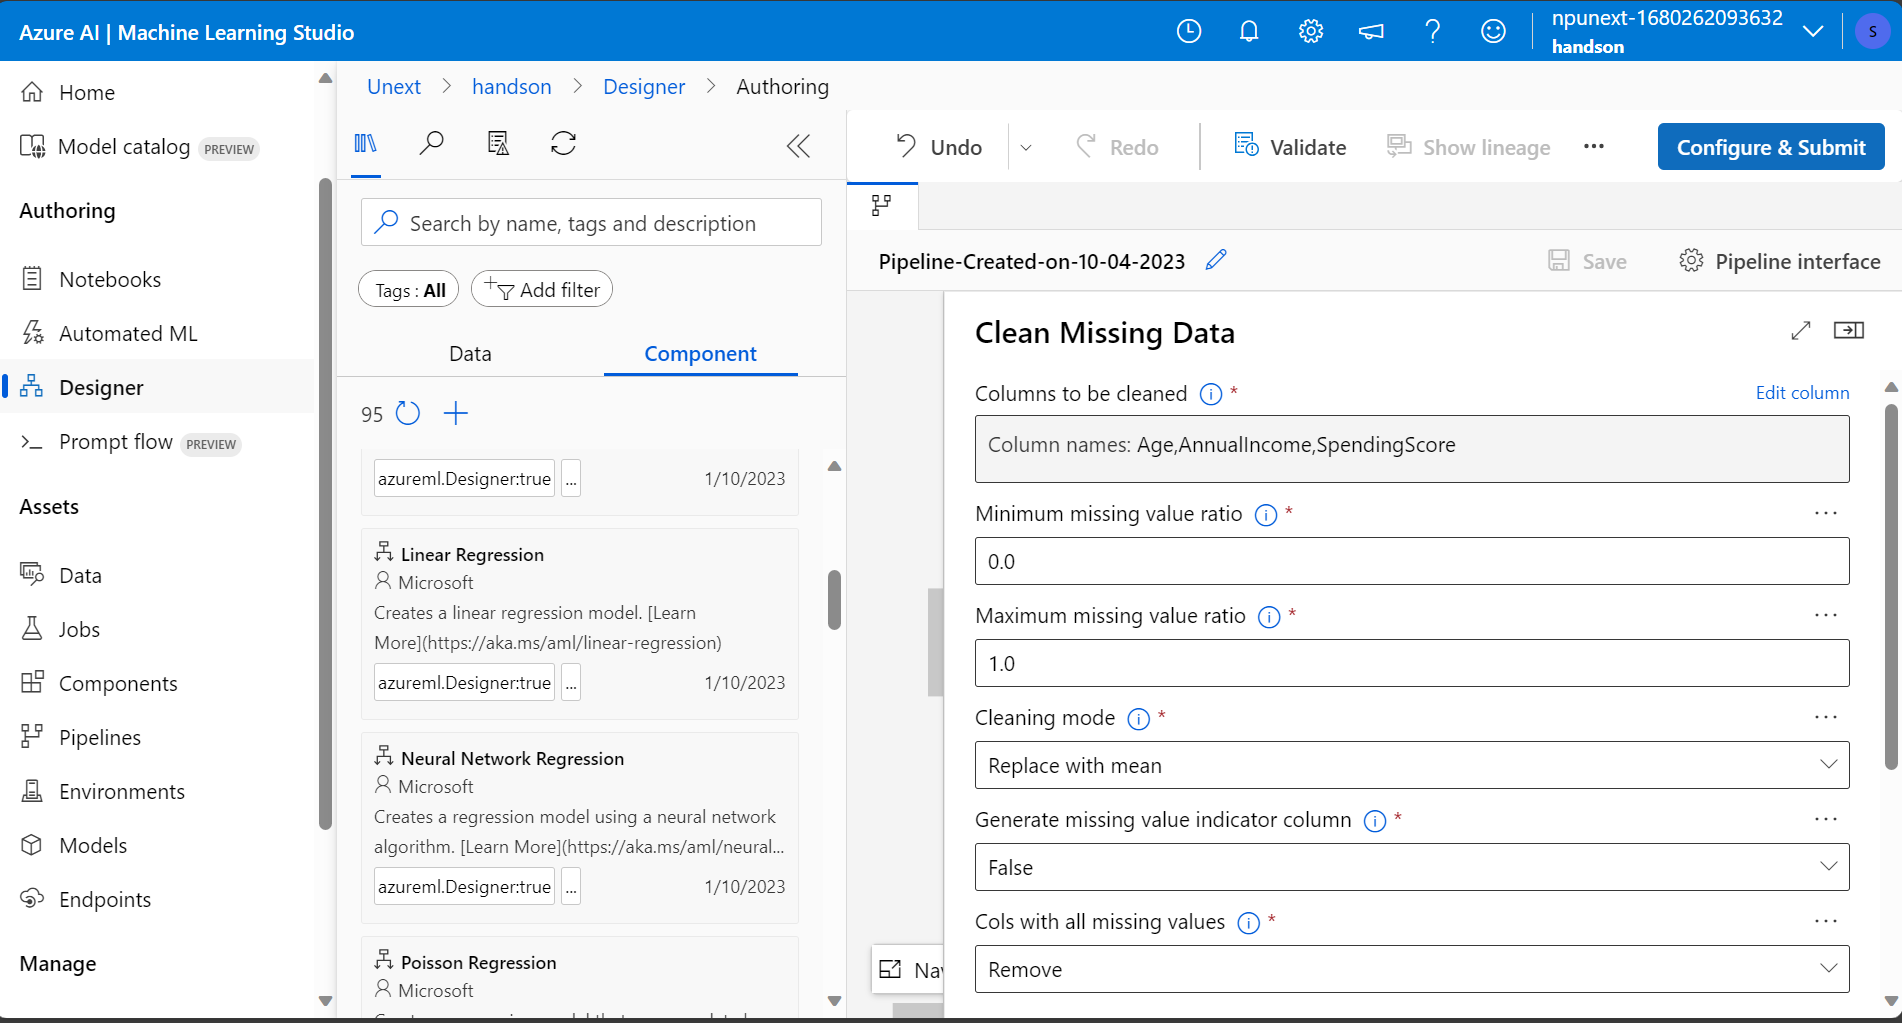 Azure AI | Machine Learning Studio
npunext-1680262093632
handson
S
Home
Model catalog PREVIEW
Authoring
Notebooks
Automated ML
Designer
Prompt flow PREVIEW
Assets
Data
Jobs
Components
Pipelines
Environments
Models
Endpoints
Manage
Unext > handson > Designer > Authoring
Search by name, tags and description
Tags : All
Add filter
Data
Component
95
azureml.Designer:true ... 1/10/2023
Linear Regression
Microsoft
Creates a linear regression model. [Learn
More](https://aka.ms/aml/linear-regression)
azureml.Designer:true ... 1/10/2023
Neural Network Regression
Microsoft
Creates a regression model using a neural network
algorithm. [Learn More](https://aka.ms/aml/neural...
azureml.Designer:true ... 1/10/2023
Poisson Regression
Microsoft
Undo
Redo
Validate
Show lineage
...
Configure & Submit
Pipeline-Created-on-10-04-2023
Save
Pipeline interface
Nav
Clean Missing Data
Columns to be cleaned *
Edit column
Column names: Age,AnnualIncome,SpendingScore
Minimum missing value ratio * ...
0.0
Maximum missing value ratio * ...
1.0
Cleaning mode * ...
Replace with mean
Generate missing value indicator column * ...
False
Cols with all missing values * ...
Remove